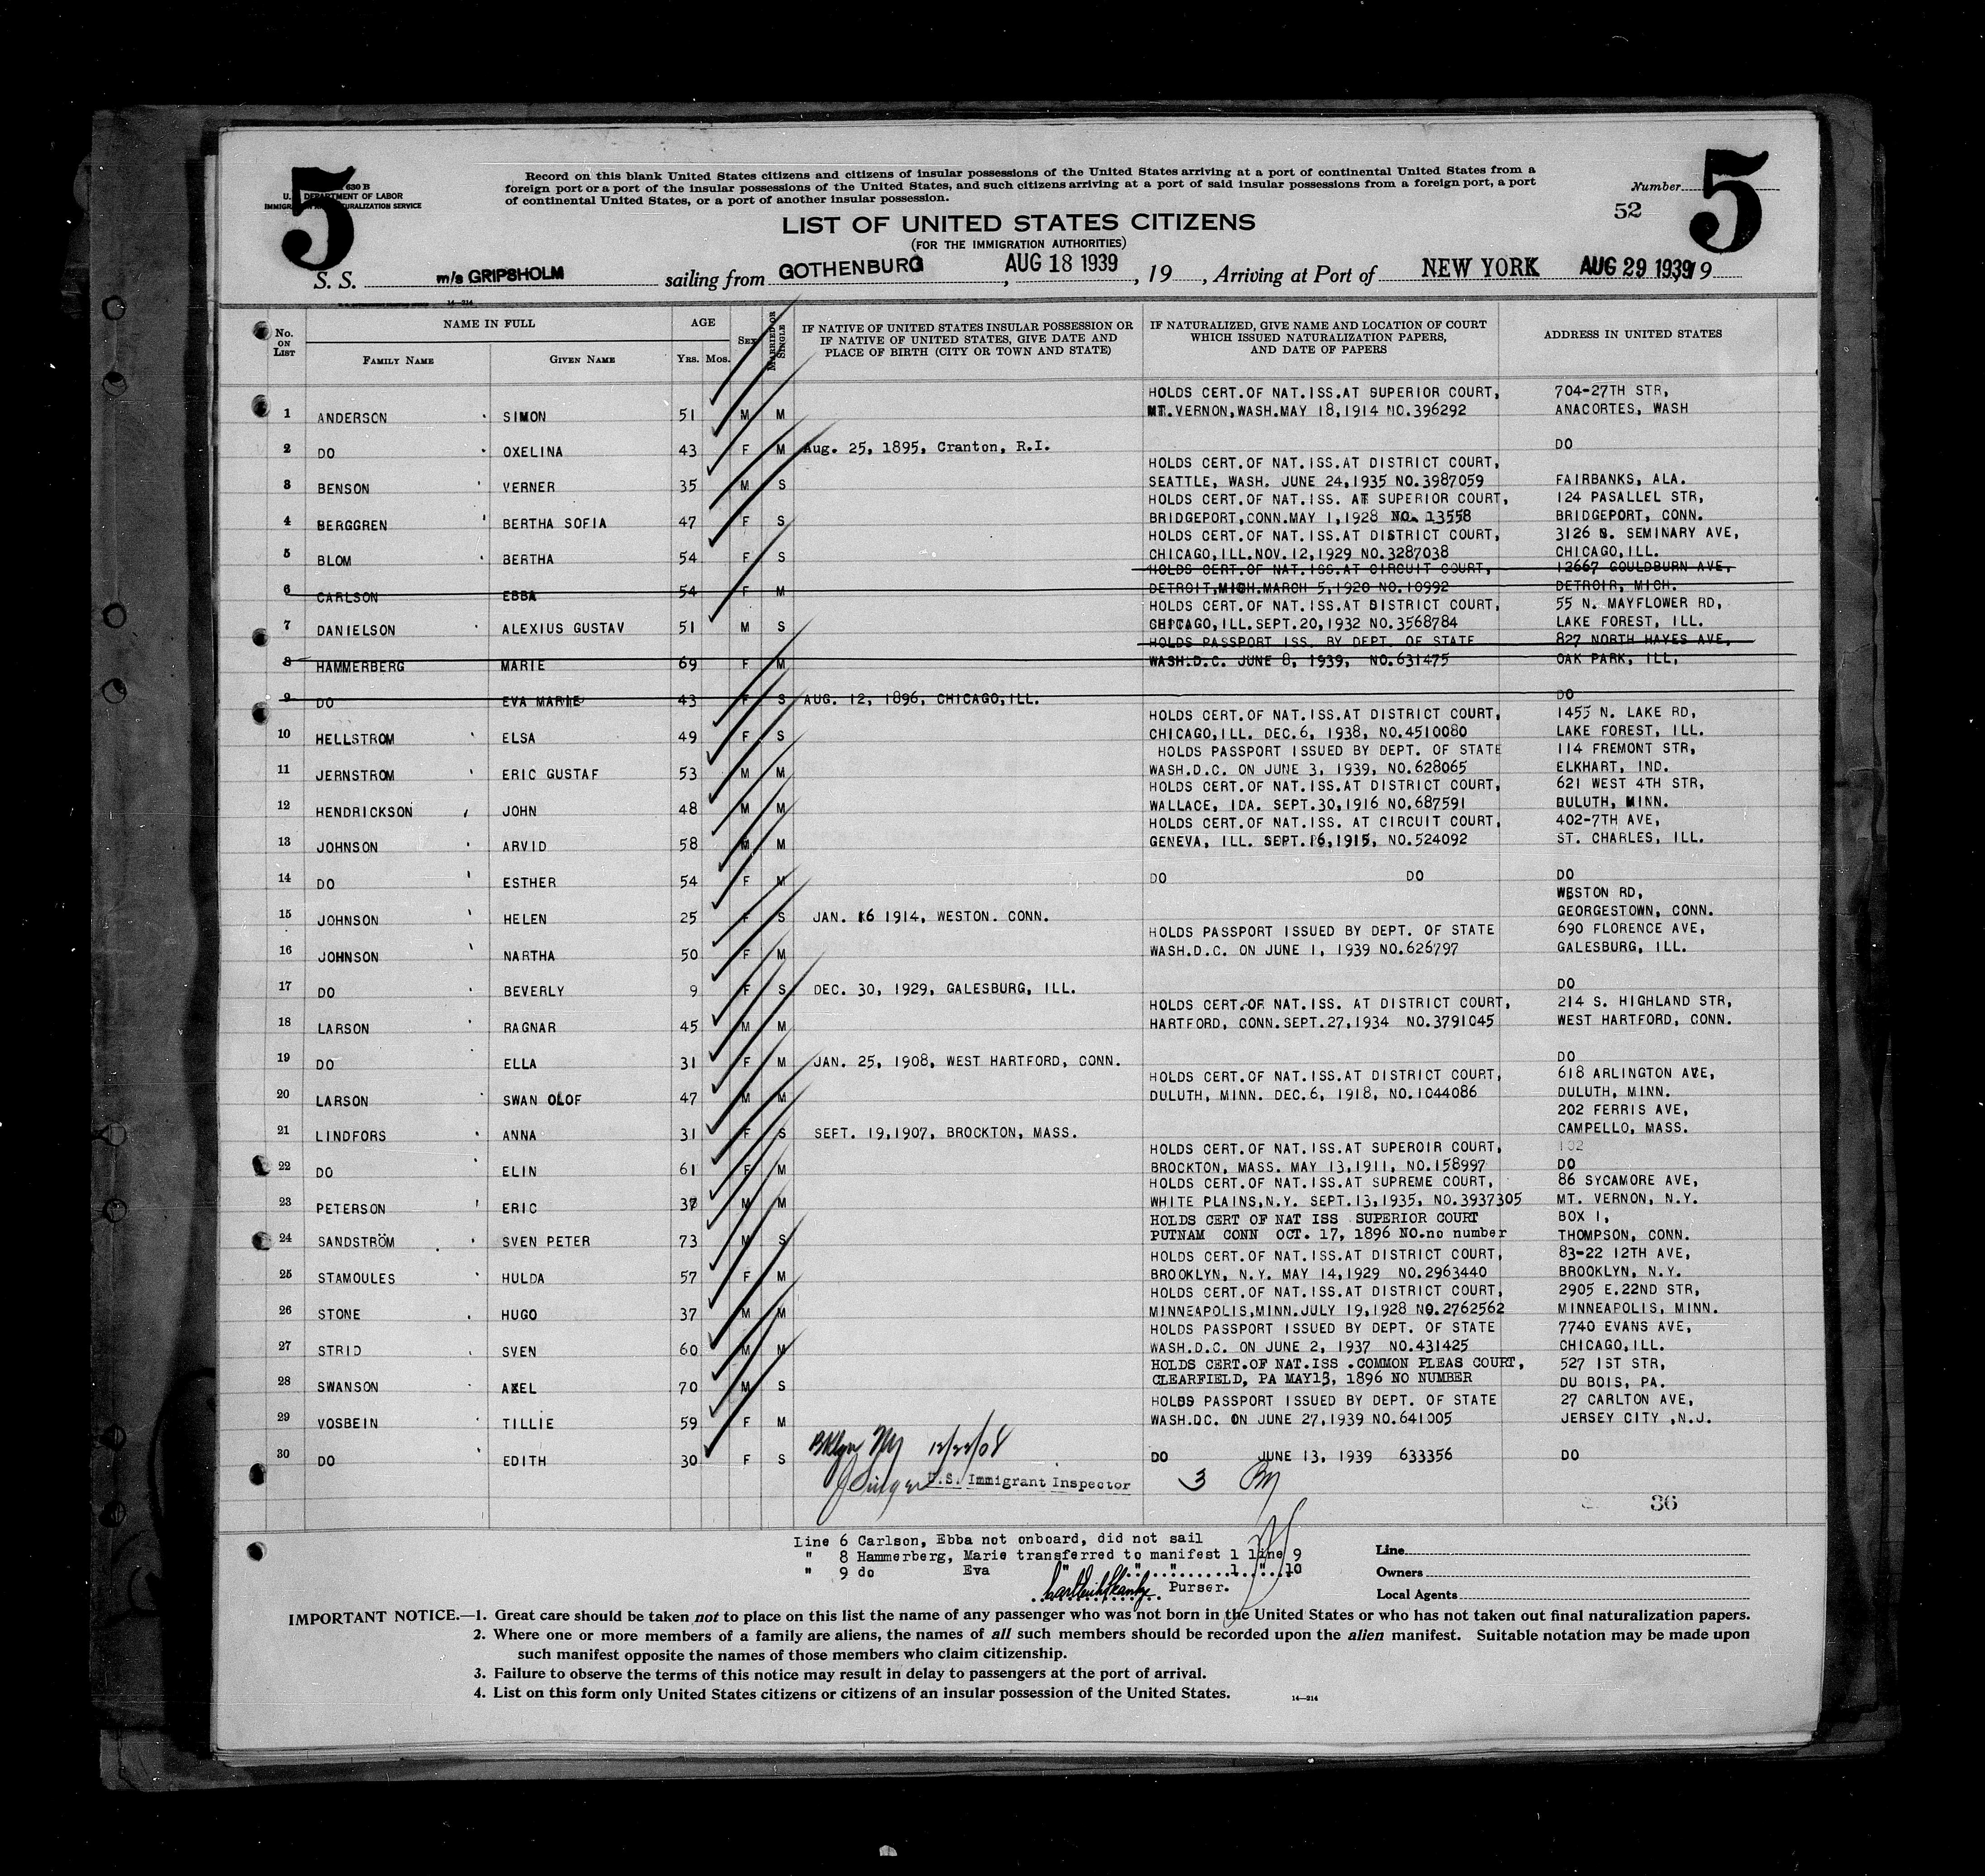 5
630 B
U. DEPARTMENT OF LABOR
IMMIGRATION AND NATURALIZATION SERVICE
Record on this blank United States citizens and citizens of insular possessions of the United States arriving at a port of continental United States from a
foreign port or a port of the insular possessions of the United States, and such citizens arriving at a port of said insular possessions from a foreign port, a port
of continental United States, or a port of another insular possession.
Number
52
5
LIST OF UNITED STATES CITIZENS
(FOR THE IMMIGRATION AUTHORITIES)
S. S. m/s GRIPSHOLM sailing from GOTHENBURG, AUG 18 1939, 19, Arriving at Port of NEW YORK AUG 29 1939 19
14—314
No. ON LIST
NAME IN FULL
FAMILY NAME GIVEN NAME
AGE
YRS. MOS.
SEX
MARRIED OR SINGLE
IF NATIVE OF UNITED STATES INSULAR POSSESSION OR
IF NATIVE OF UNITED STATES, GIVE DATE AND
PLACE OF BIRTH (CITY OR TOWN AND STATE)
IF NATURALIZED, GIVE NAME AND LOCATION OF COURT
WHICH ISSUED NATURALIZATION PAPERS,
AND DATE OF PAPERS
ADDRESS IN UNITED STATES
HOLDS CERT.OF NAT.ISS.AT SUPERIOR COURT, 704-27TH STR,
1 ANDERSON SIMON 51 M M MT.VERNON,WASH.MAY 18,1914 NO.396292 ANACORTES, WASH
2 DO OXELINA 43 F M Aug. 25, 1895, Cranton, R.I. DO
HOLDS CERT.OF NAT.ISS.AT DISTRICT COURT,
3 BENSON VERNER 35 M S SEATTLE, WASH. JUNE 24,1935 NO.3987059 FAIRBANKS, ALA.
HOLDS CERT.OF NAT.ISS. AT SUPERIOR COURT, 124 PASALLEL STR,
4 BERGGREN BERTHA SOFIA 47 F S BRIDGEPORT,CONN.MAY 1,1928 NO. 13558 BRIDGEPORT, CONN.
HOLDS CERT.OF NAT.ISS.AT DISTRICT COURT, 3126 S. SEMINARY AVE,
5 BLOM BERTHA 54 F S CHICAGO,ILL.NOV.12,1929 NO.3287038 CHICAGO,ILL.
HOLDS CERT.OF NAT.ISS.AT CIRCUIT COURT, 12667 GOULDBURN AVE,
6 CARLSON EBBA 54 F M DETROIT,MICH.MARCH 5,1920 NO.10992 DETROIR, MICH.
HOLDS CERT.OF NAT.ISS.AT DISTRICT COURT, 55 N. MAYFLOWER RD,
7 DANIELSON ALEXIUS GUSTAV 51 M S CHICAGO,ILL.SEPT.20,1932 NO.3568784 LAKE FOREST, ILL.
HOLDS PASSPORT ISS. BY DEPT. OF STATE 827 NORTH HAYES AVE,
8 HAMMERBERG MARIE 69 F M WASH.D.C. JUNE 8, 1939, NO.631475 OAK PARK, ILL,
9 DO EVA MARIE 43 F S AUG. 12, 1896, CHICAGO,ILL. DO
HOLDS CERT.OF NAT.ISS.AT DISTRICT COURT, 1455 N. LAKE RD,
10 HELLSTROM ELSA 49 F S CHICAGO,ILL. DEC.6, 1938, NO.4510080 LAKE FOREST, ILL.
HOLDS PASSPORT ISSUED BY DEPT. OF STATE 114 FREMONT STR,
11 JERNSTROM ERIC GUSTAF 53 M M WASH.D.C. ON JUNE 3, 1939, NO.628065 ELKHART, IND.
HOLDS CERT.OF NAT.ISS.AT DISTRICT COURT, 621 WEST 4TH STR,
12 HENDRICKSON JOHN 48 M M WALLACE, IDA. SEPT.30,1916 NO.687591 DULUTH, MINN.
HOLDS CERT.OF NAT.ISS. AT CIRCUIT COURT, 402-7TH AVE,
13 JOHNSON ARVID 58 M M GENEVA, ILL. SEPT.16,1915, NO.524092 ST. CHARLES, ILL.
14 DO ESTHER 54 F M DO DO DO
WESTON RD,
15 JOHNSON HELEN 25 F S JAN. 16 1914, WESTON. CONN. GEORGESTOWN, CONN.
HOLDS PASSPORT ISSUED BY DEPT. OF STATE 690 FLORENCE AVE,
16 JOHNSON NARTHA 50 F M WASH.D.C. ON JUNE 1, 1939 NO.626797 GALESBURG, ILL.
17 DO BEVERLY 9 F S DEC. 30, 1929, GALESBURG, ILL. DO
HOLDS CERT.OF NAT.ISS. AT DISTRICT COURT, 214 S. HIGHLAND STR,
18 LARSON RAGNAR 45 M M HARTFORD, CONN.SEPT.27,1934 NO.3791045 WEST HARTFORD, CONN.
19 DO ELLA 31 F M JAN. 25, 1908, WEST HARTFORD, CONN. DO
HOLDS CERT.OF NAT.ISS.AT DISTRICT COURT, 618 ARLINGTON AVE,
20 LARSON SWAN OLOF 47 M M DULUTH, MINN. DEC.6, 1918, NO.1044086 DULUTH, MINN.
202 FERRIS AVE,
21 LINDFORS ANNA 31 F S SEPT. 19,1907, BROCKTON, MASS. CAMPELLO, MASS.
HOLDS CERT.OF NAT.ISS.AT SUPEROIR COURT, 132
22 DO ELIN 61 F M BROCKTON, MASS. MAY 13,1911, NO.158997 DO
HOLDS CERT.OF NAT.ISS.AT SUPREME COURT, 86 SYCAMORE AVE,
23 PETERSON ERIC 37 M M WHITE PLAINS,N.Y. SEPT.13,1935, NO.3937305 MT. VERNON, N.Y.
HOLDS CERT OF NAT ISS SUPERIOR COURT BOX 1,
24 SANDSTRÖM SVEN PETER 73 M S PUTNAM CONN OCT. 17, 1896 NO.no number THOMPSON, CONN.
HOLDS CERT.OF NAT.ISS.AT DISTRICT COURT, 83-22 12TH AVE,
25 STAMOULES HULDA 57 F M BROOKLYN, N.Y. MAY 14,1929 NO.2963440 BROOKLYN, N.Y.
HOLDS CERT.OF NAT.ISS.AT DISTRICT COURT, 2905 E.22ND STR,
26 STONE HUGO 37 M M MINNEAPOLIS,MINN.JULY 19,1928 NO.2762562 MINNEAPOLIS, MINN.
HOLDS PASSPORT ISSUED BY DEPT. OF STATE 7740 EVANS AVE,
27 STRID SVEN 60 M M WASH.D.C. ON JUNE 2, 1937 NO.431425 CHICAGO,ILL.
HOLDS CERT.OF NAT.ISS .COMMON PLEAS COURT, 527 1ST STR,
28 SWANSON AXEL 70 M S CLEARFIELD, PA MAY13, 1896 NO NUMBER DU BOIS, PA.
HOLDS PASSPORT ISSUED BY DEPT. OF STATE 27 CARLTON AVE,
29 VOSBEIN TILLIE 59 F M WASH.DC. ON JUNE 27,1939 NO.641005 JERSEY CITY ,N.J.
30 DO EDITH 30 F S Bklyn NY 12/22/08 DO JUNE 13, 1939 633356 DO
U.S. Immigrant Inspector 3
36
Line 6 Carlson, Ebba not onboard, did not sail
" 8 Hammerberg, Marie transferred to manifest 1 line 9
" 9 do Eva " " " 1 " 10
Purser.
Line
Owners
Local Agents
IMPORTANT NOTICE.—1. Great care should be taken not to place on this list the name of any passenger who was not born in the United States or who has not taken out final naturalization papers.
2. Where one or more members of a family are aliens, the names of all such members should be recorded upon the alien manifest. Suitable notation may be made upon
such manifest opposite the names of those members who claim citizenship.
3. Failure to observe the terms of this notice may result in delay to passengers at the port of arrival.
4. List on this form only United States citizens or citizens of an insular possession of the United States.
14—314